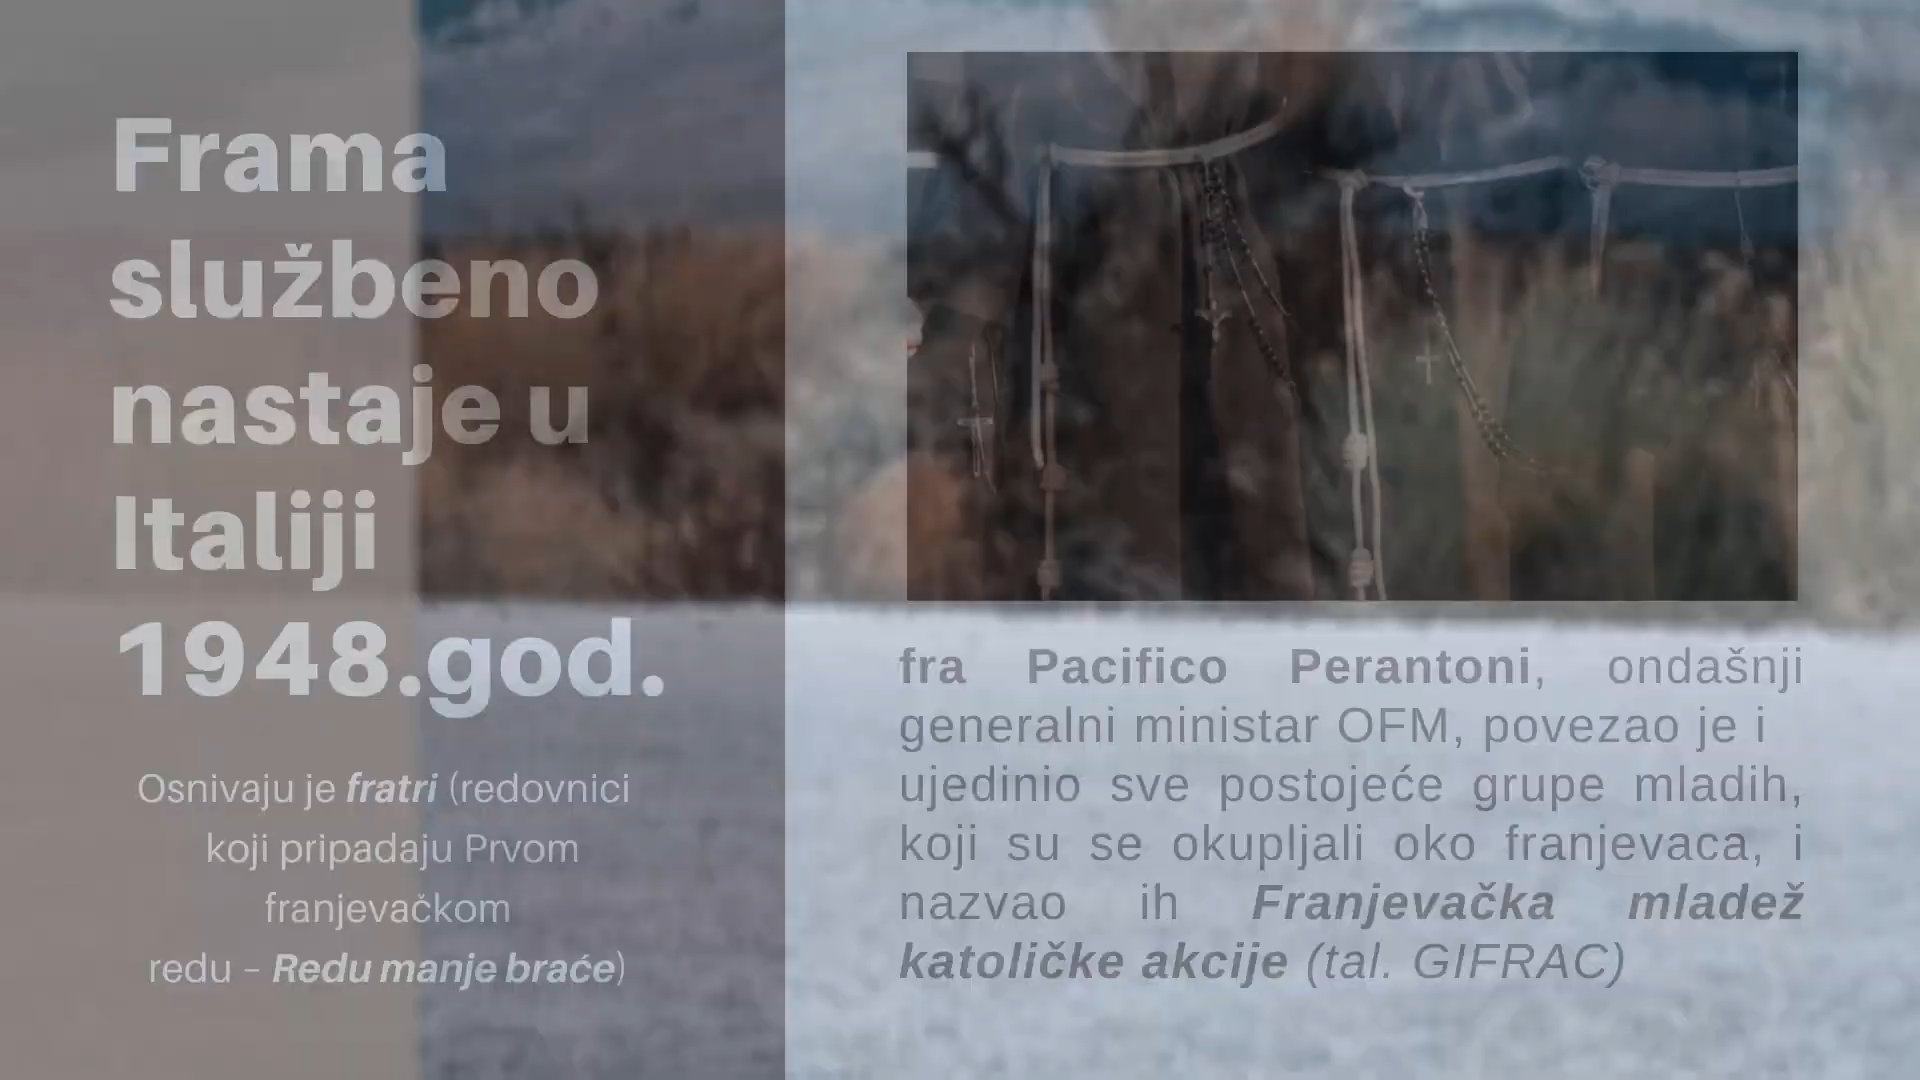 Frama
službeno
nastaje u
Italiji
1948.god.
Osnivaju je fratri (redovnici
koji pripadaju Prvom
franjevačkom
redu – Redu manje braće)
fra Pacifico Perantoni, ondašnji
generalni ministar OFM, povezao je i
ujedinio sve postojeće grupe mladih,
koji su se okupljali oko franjevaca, i
nazvao ih Franjevačka mladež
katoličke akcije (tal. GIFRAC)